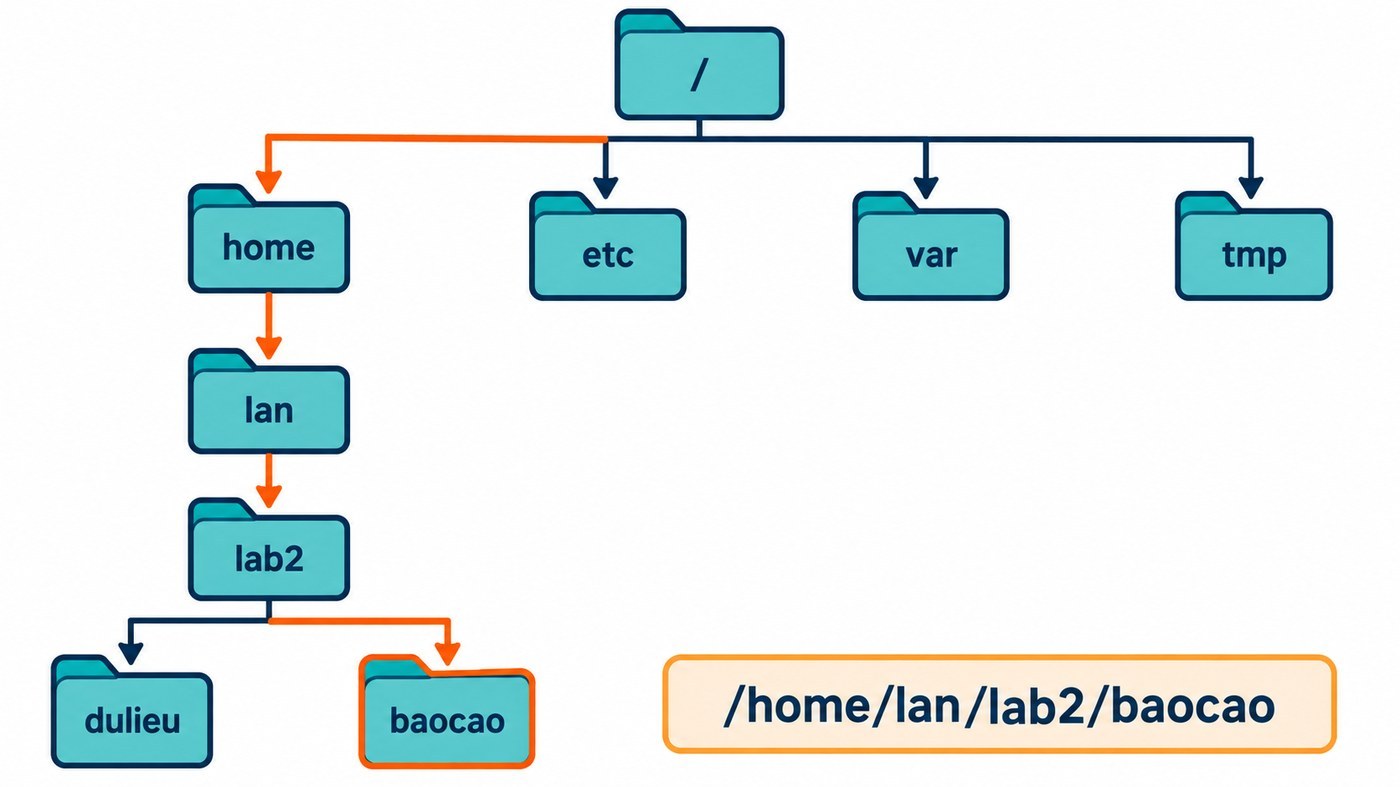 /
home
etc
var
tmp
lan
lab2
dulieu
baocao
/home/lan/lab2/baocao